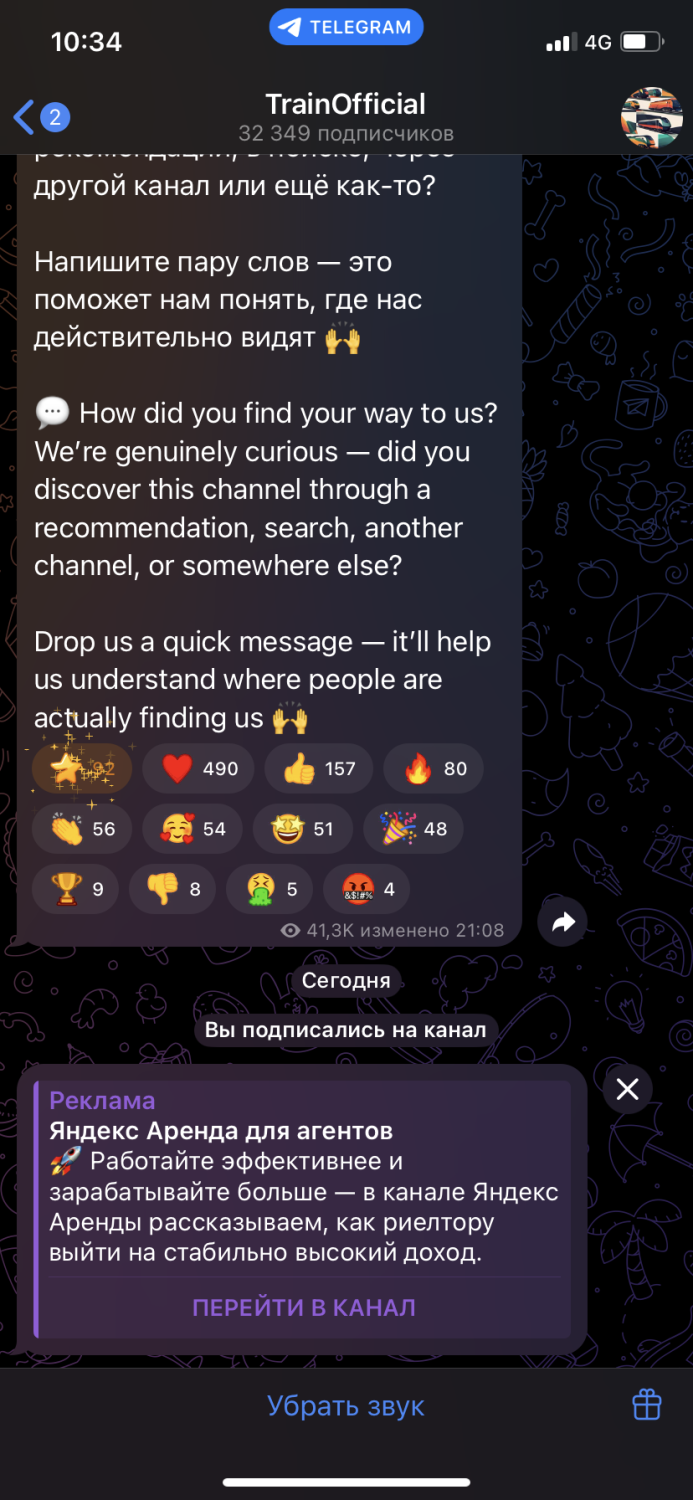 10:34
TELEGRAM
4G
2
TrainOfficial
32 349 подписчиков
другой канал или ещё как-то?
Напишите пару слов — это
поможет нам понять, где нас
действительно видят 🙌
💬 How did you find your way to us?
We’re genuinely curious — did you
discover this channel through a
recommendation, search, another
channel, or somewhere else?
Drop us a quick message — it’ll help
us understand where people are
actually finding us 🙌
⭐ 92 ❤️ 490 👍 157 🔥 80
👏 56 🥰 54 🤩 51 🎉 48
🏆 9 👎 8 🤮 5 🤬 4
41,3K изменено 21:08
Сегодня
Вы подписались на канал
Реклама
Яндекс Аренда для агентов
🚀 Работайте эффективнее и
зарабатывайте больше — в канале Яндекс
Аренды рассказываем, как риелтору
выйти на стабильно высокий доход.
ПЕРЕЙТИ В КАНАЛ
Убрать звук